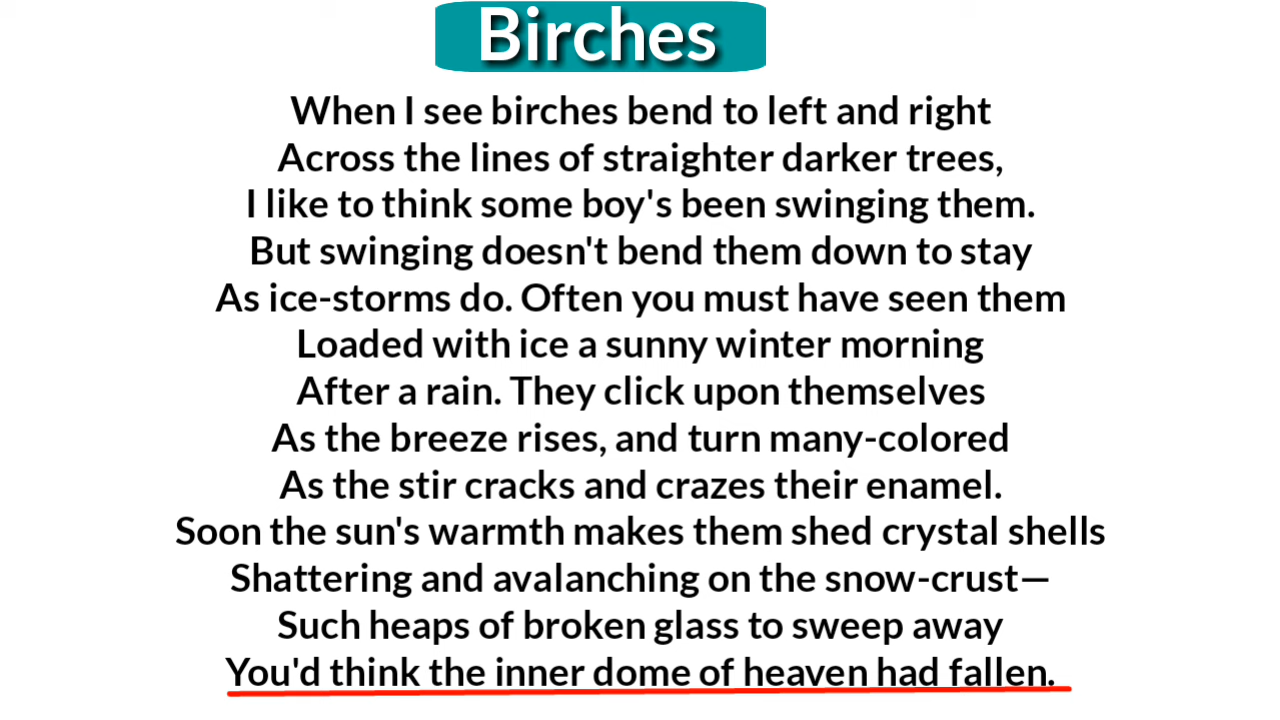 Birches
When I see birches bend to left and right
Across the lines of straighter darker trees,
I like to think some boy's been swinging them.
But swinging doesn't bend them down to stay
As ice-storms do. Often you must have seen them
Loaded with ice a sunny winter morning
After a rain. They click upon themselves
As the breeze rises, and turn many-colored
As the stir cracks and crazes their enamel.
Soon the sun's warmth makes them shed crystal shells
Shattering and avalanching on the snow-crust—
Such heaps of broken glass to sweep away
You'd think the inner dome of heaven had fallen.